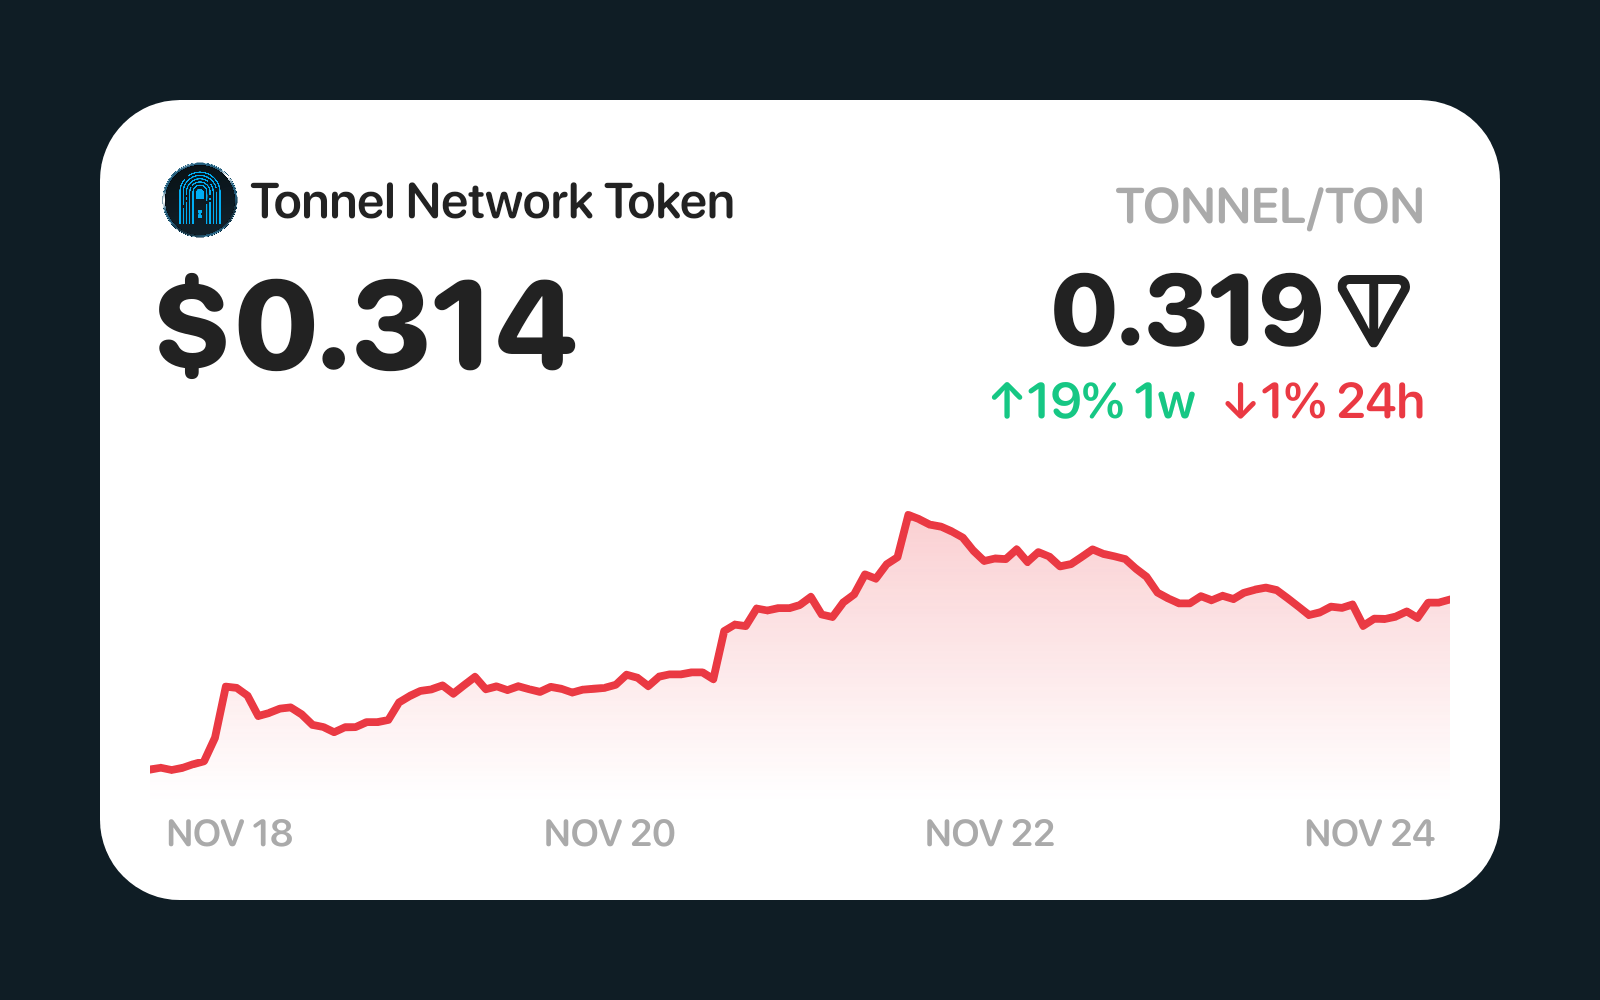 Tonnel Network Token
TONNEL/TON
$0.314
0.319
↑19% 1w ↓1% 24h
NOV 18
NOV 20
NOV 22
NOV 24